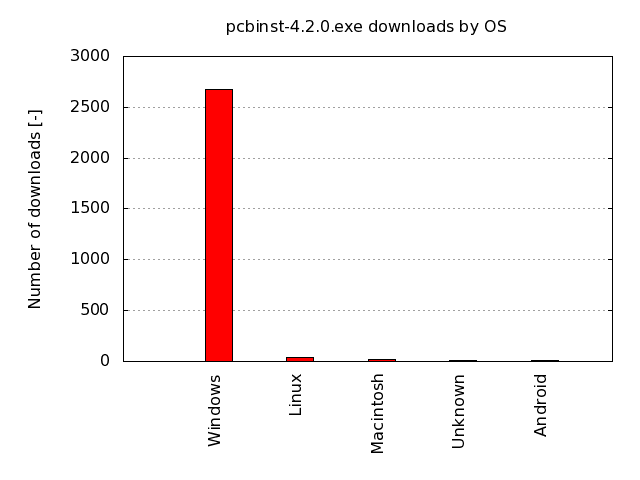 pcbinst-4.2.0.exe downloads by OS
3000
2500
2000
1500
1000
500
0
Number of downloads [-]
Windows
Linux
Macintosh
Unknown
Android